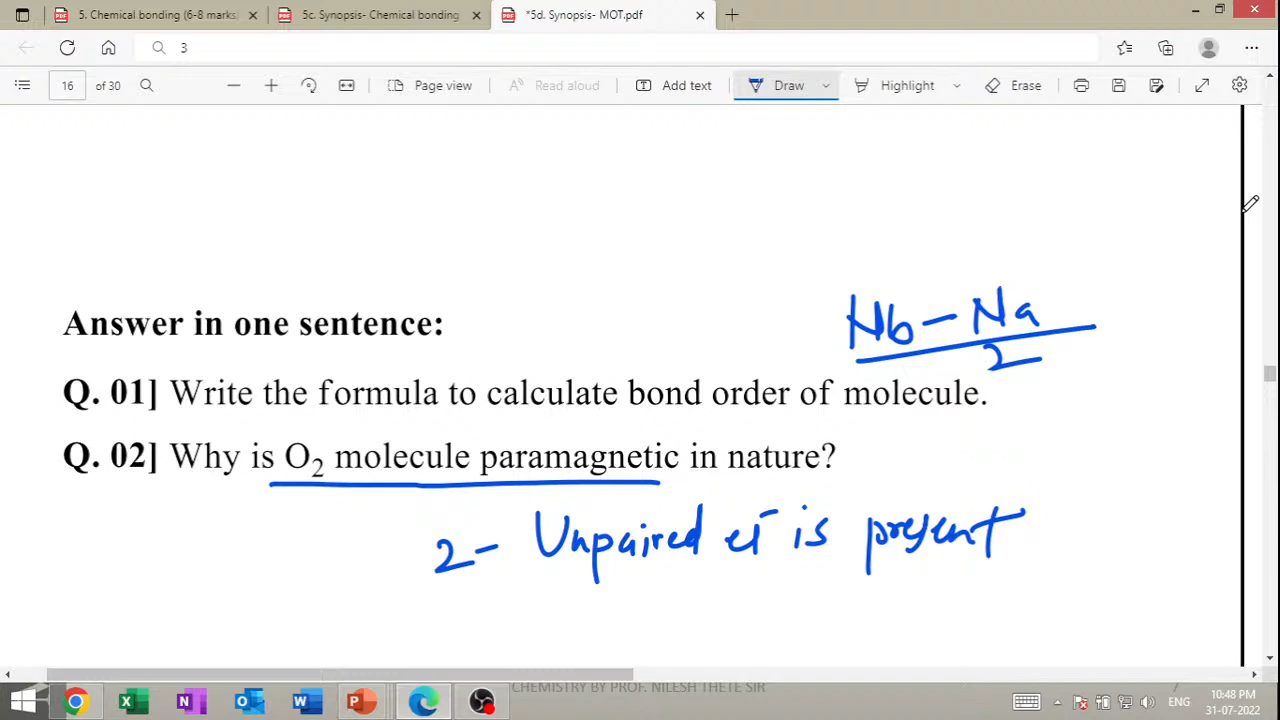 5. Chemical bonding (6-8 marks)
5c. Synopsis- Chemical bonding
*5d. Synopsis- MOT.pdf
3
16 of 30
Page view
Read aloud
Add text
Draw
Highlight
Erase
Nb - Na
2
Answer in one sentence:
Q. 01] Write the formula to calculate bond order of molecule.
Q. 02] Why is O₂ molecule paramagnetic in nature?
2 - Unpaired el⁻ is present
CHEMISTRY BY PROF. NILESH THETE SIR
7
ENG
10:48 PM
31-07-2022